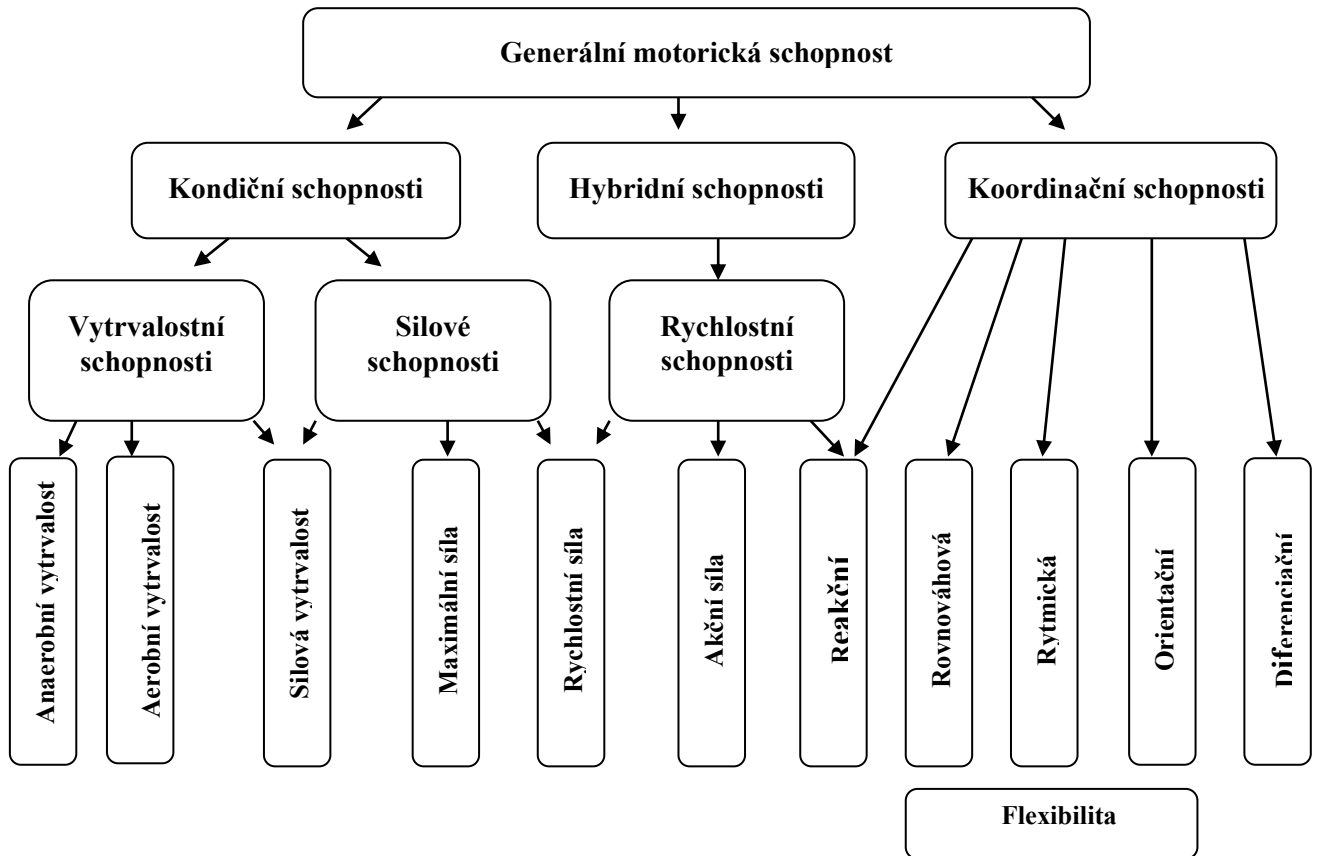 Generální motorická schopnost
Kondiční schopnosti
Hybridní schopnosti
Koordinační schopnosti
Vytrvalostní
schopnosti
Silové
schopnosti
Rychlostní
schopnosti
Anaerobní vytrvalost
Aerobní vytrvalost
Silová vytrvalost
Maximální síla
Rychlostní síla
Akční síla
Reakční
Rovnováhová
Rytmická
Orientační
Diferenciační
Flexibilita